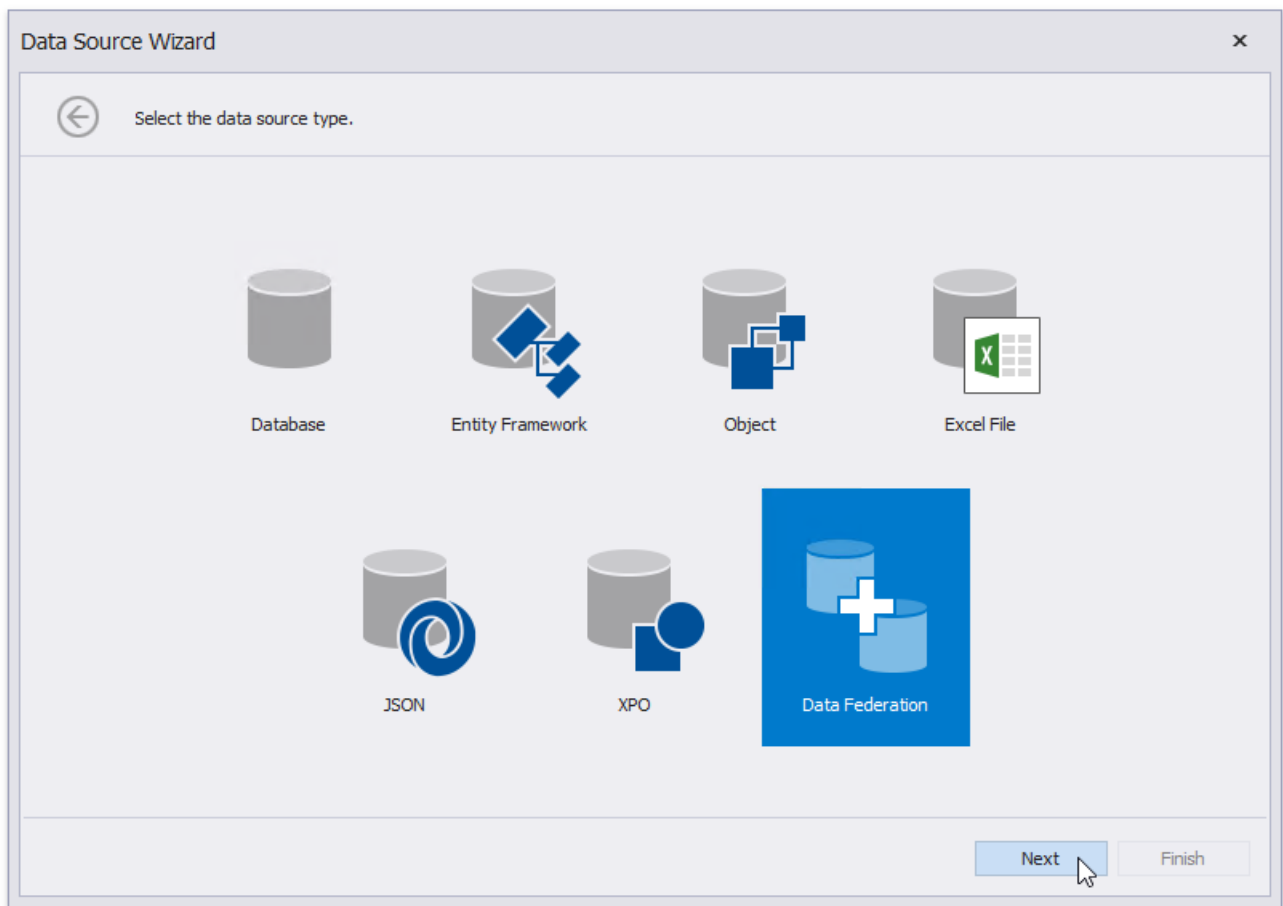 Data Source Wizard
Select the data source type.
Database
Entity Framework
Object
Excel File
X
JSON
XPO
Data Federation
Next
Finish